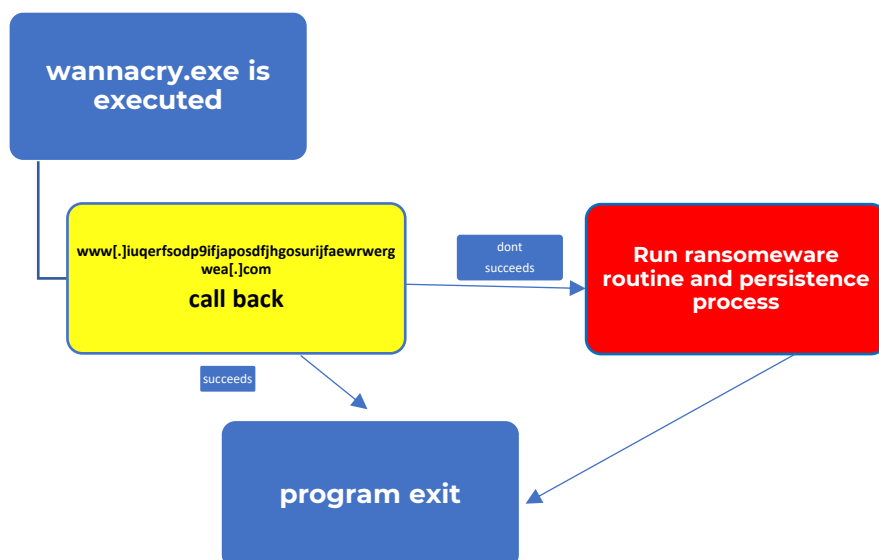 wannacry.exe is
executed
www[.]iuqerfsodp9ifjaposdfjhgosurijfaewrwerg
wea[.]com
call back
dont
succeeds
Run ransomeware
routine and persistence
process
succeeds
program exit